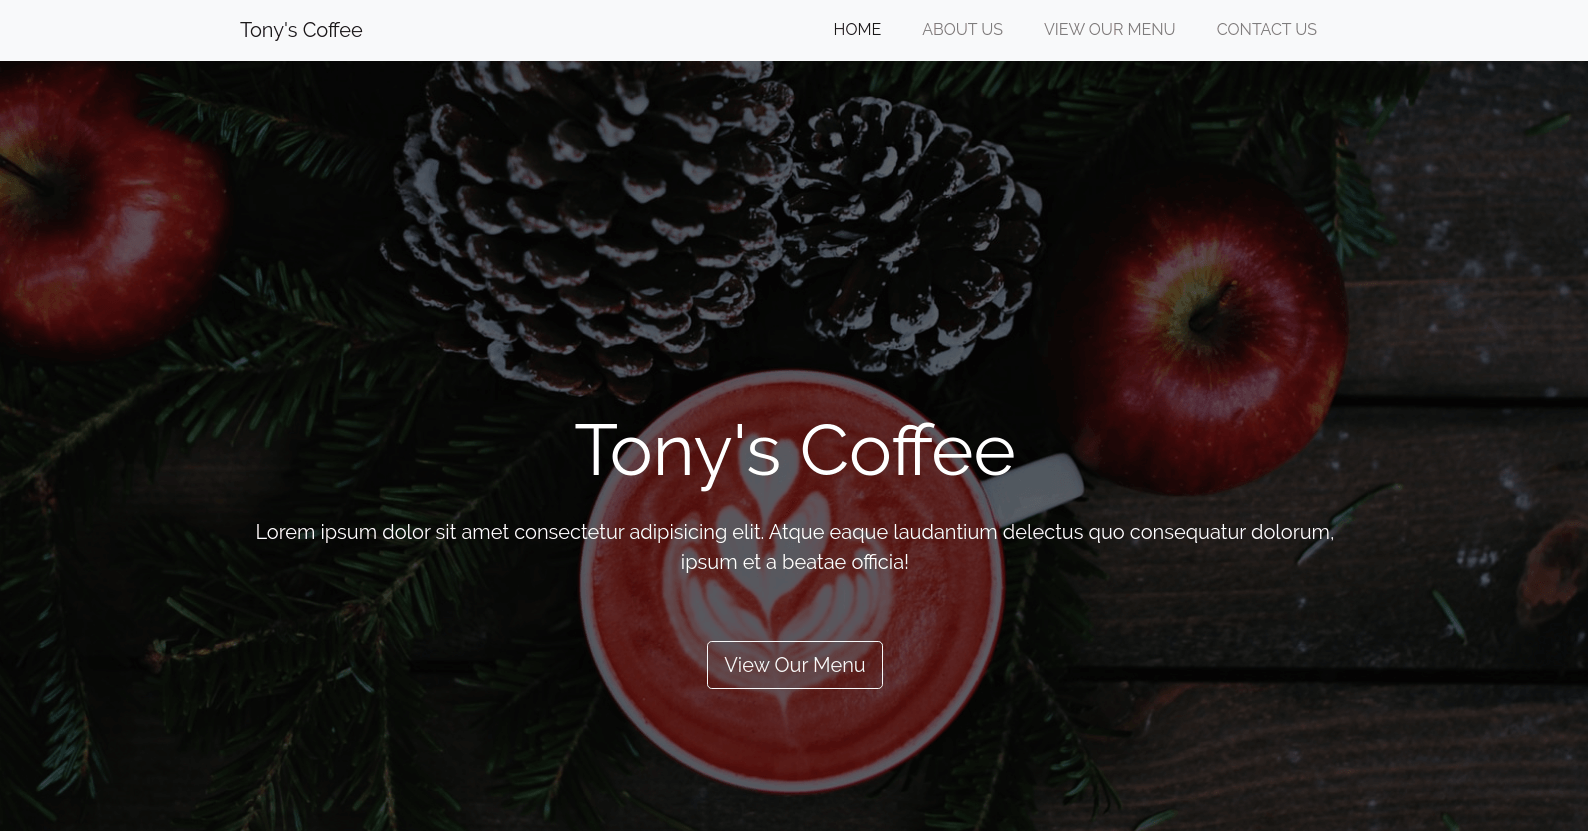 Tony's Coffee
HOME ABOUT US VIEW OUR MENU CONTACT US
Tony's Coffee
Lorem ipsum dolor sit amet consectetur adipisicing elit. Atque eaque laudantium delectus quo consequatur dolorum,
ipsum et a beatae officia!
View Our Menu